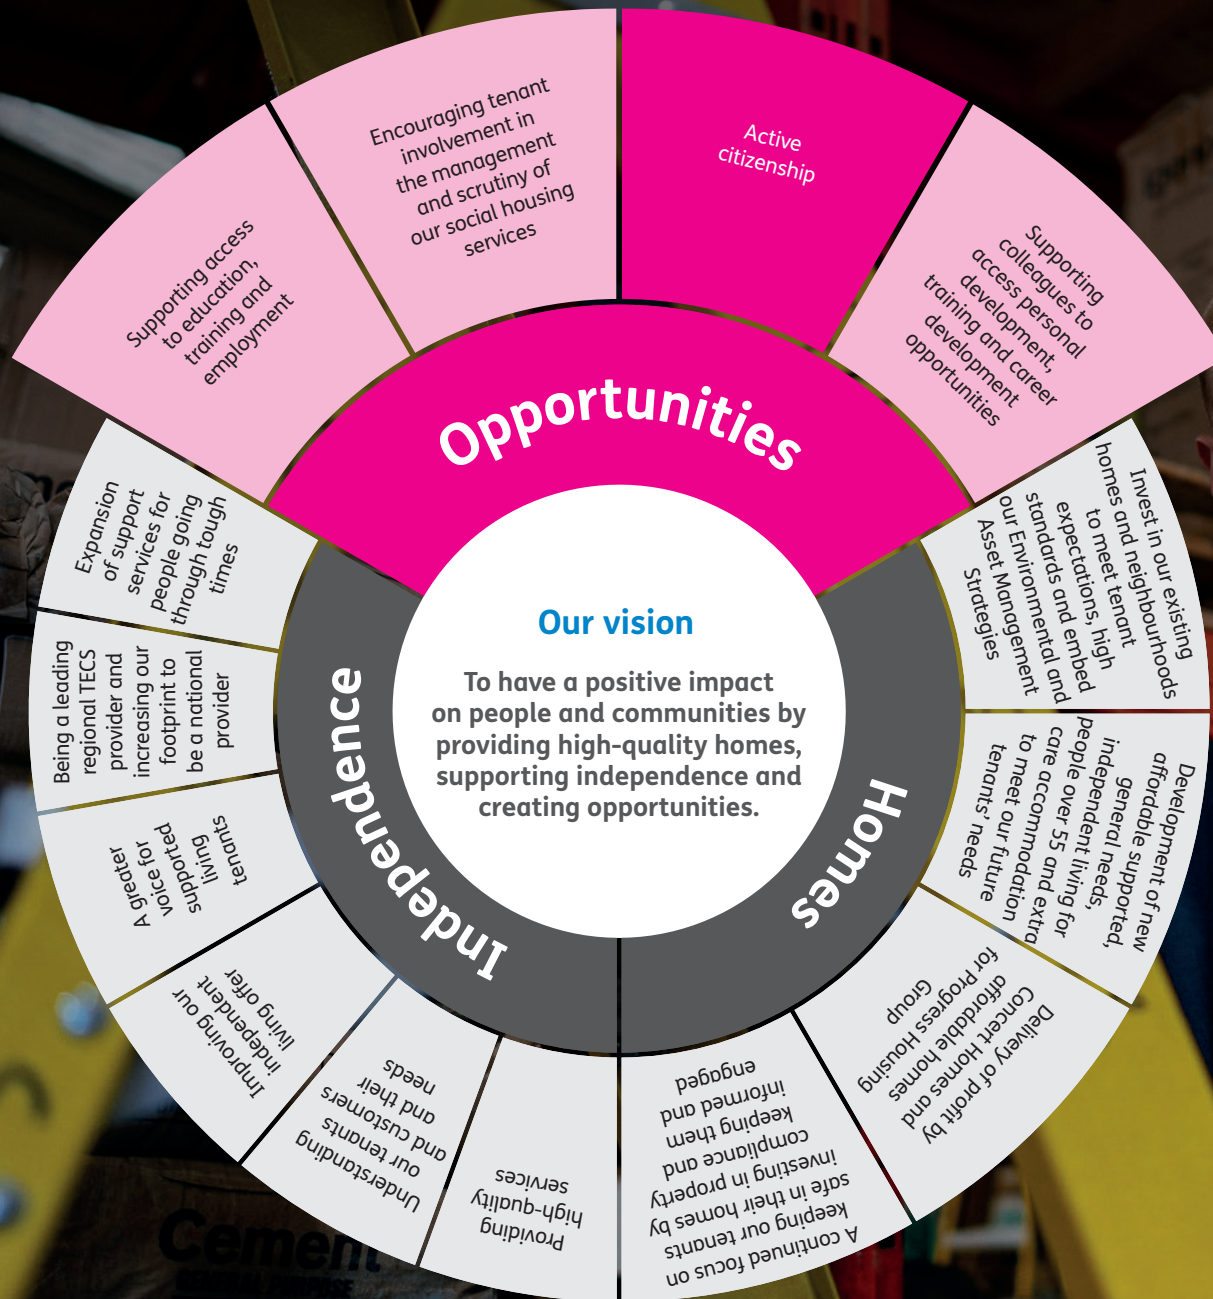 Our vision
To have a positive impact
on people and communities by
providing high-quality homes,
supporting independence and
creating opportunities.
Opportunities
Supporting access
to education,
training and
employment
Encouraging tenant
involvement in
the management
and scrutiny of
our social housing
services
Active
citizenship
Supporting
colleagues to
access personal
development,
training and career
development
opportunities
Homes
Invest in our existing
homes and neighbourhoods
to meet tenant
expectations, high
standards and embed
our Environmental and
Asset Management
Strategies
Development of new
affordable supported,
general needs,
independent living for
people over 55 and extra
care accommodation
to meet our future
tenants' needs
Delivery of profit by
Concert Homes and
affordable homes
for Progress Housing
Group
A continued focus on
keeping our tenants
safe in their homes by
investing in property
compliance and
keeping them
informed and
engaged
Independence
Providing
high-quality
services
Understanding
our tenants
and customers
and their
needs
Improving our
independent
living offer
A greater
voice for
supported
living
tenants
Being a leading
regional TECS
provider and
increasing our
footprint to
be a national
provider
Expansion
of support
services for
people going
through tough
times
Cement
GENERAL PURPOSE